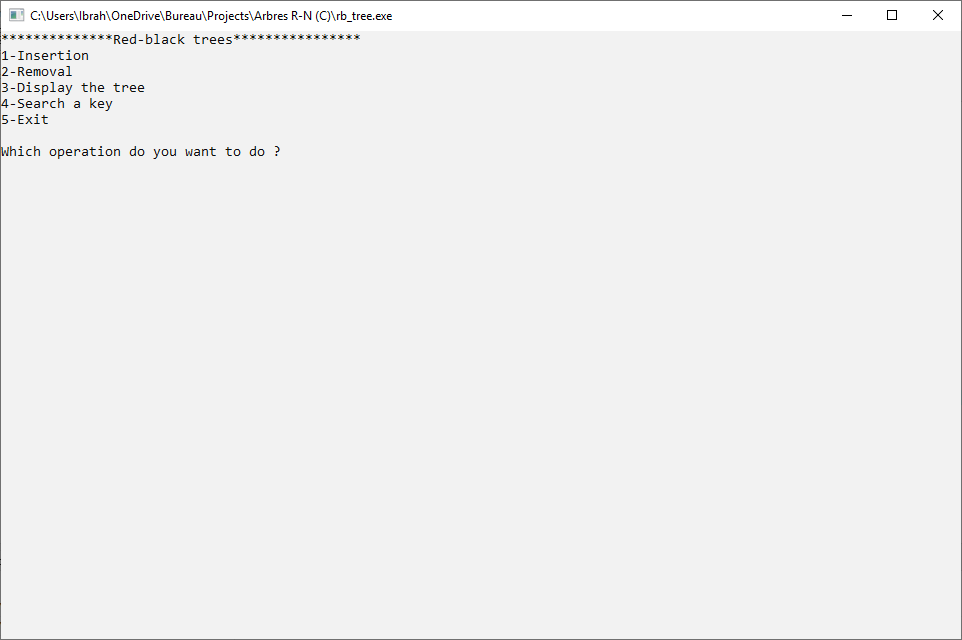 C:\Users\Ibrah\OneDrive\Bureau\Projects\Arbres R-N (C)\rb_tree.exe
**************Red-black trees****************
1-Insertion
2-Removal
3-Display the tree
4-Search a key
5-Exit
Which operation do you want to do ?